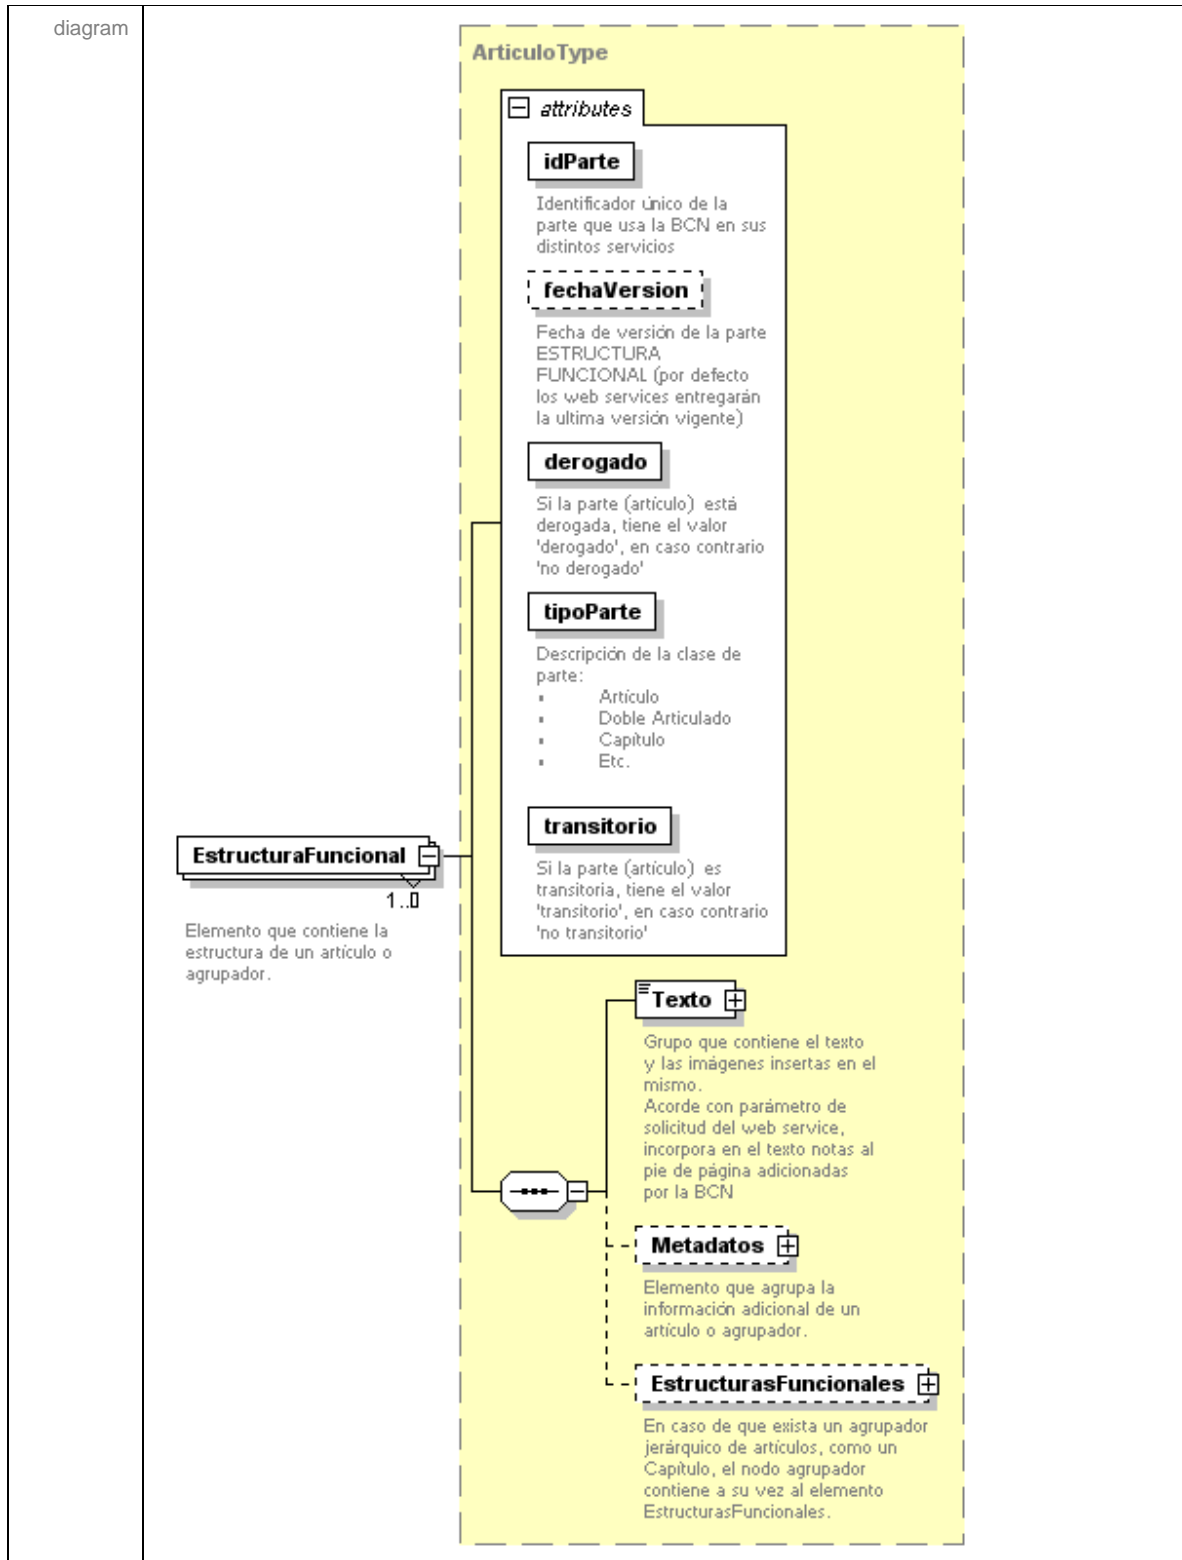 diagram
ArticuloType
attributes
idParte
Identificador único de la
parte que usa la BCN en sus
distintos servicios
fechaVersion
Fecha de versión de la parte
ESTRUCTURA
FUNCIONAL (por defecto
los web services entregarán
la ultima versión vigente)
derogado
Si la parte (artículo) está
derogada, tiene el valor
'derogado', en caso contrario
'no derogado'
tipoParte
Descripción de la clase de
parte:
▪ Artículo
▪ Doble Articulado
▪ Capítulo
▪ Etc.
transitorio
Si la parte (artículo) es
transitoria, tiene el valor
'transitorio', en caso contrario
'no transitorio'
EstructuraFuncional
1..▯
Elemento que contiene la
estructura de un artículo o
agrupador.
Texto
Grupo que contiene el texto
y las imágenes insertas en el
mismo.
Acorde con parámetro de
solicitud del web service,
incorpora en el texto notas al
pie de página adicionadas
por la BCN
Metadatos
Elemento que agrupa la
información adicional de un
artículo o agrupador.
EstructurasFuncionales
En caso de que exista un agrupador
jerárquico de artículos, como un
Capítulo, el nodo agrupador
contiene a su vez al elemento
EstructurasFuncionales.